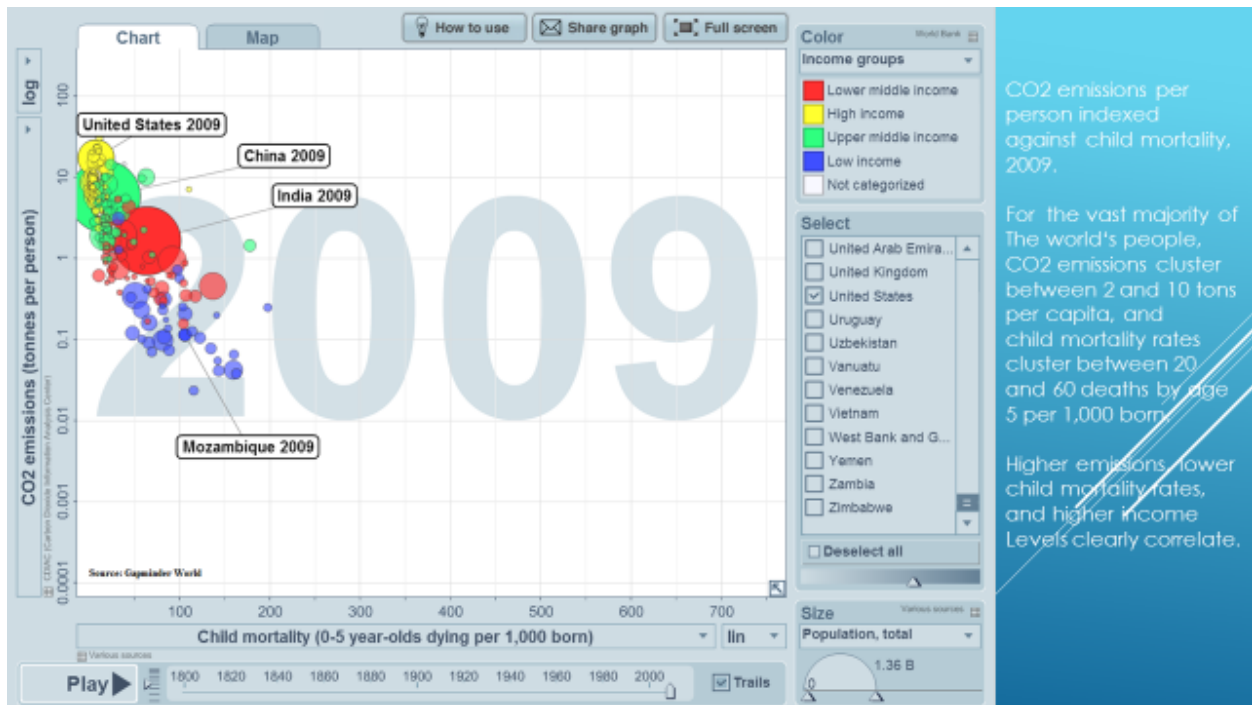 Chart
Map
How to use
Share graph
Full screen
log
CO2 emissions (tonnes per person)
CDIAC (Carbon Dioxide Information Analysis Center)
100
10
1
0.1
0.01
0.001
0.0001
2009
United States 2009
China 2009
India 2009
Mozambique 2009
Source: Gapminder World
100 200 300 400 500 600 700
Child mortality (0-5 year-olds dying per 1,000 born)
lin
Various sources
Play
1800 1820 1840 1860 1880 1900 1920 1940 1960 1980 2000
Trails
Color
World Bank
Income groups
Lower middle income
High income
Upper middle income
Low income
Not categorized
Select
United Arab Emira...
United Kingdom
United States
Uruguay
Uzbekistan
Vanuatu
Venezuela
Vietnam
West Bank and G...
Yemen
Zambia
Zimbabwe
Deselect all
Size
Various sources
Population, total
1.36 B
0
CO2 emissions per
person indexed
against child mortality,
2009.
For the vast majority of
The world's people,
CO2 emissions cluster
between 2 and 10 tons
per capita, and
child mortality rates
cluster between 20
and 60 deaths by age
5 per 1,000 born.
Higher emissions, lower
child mortality rates,
and higher income
Levels clearly correlate.